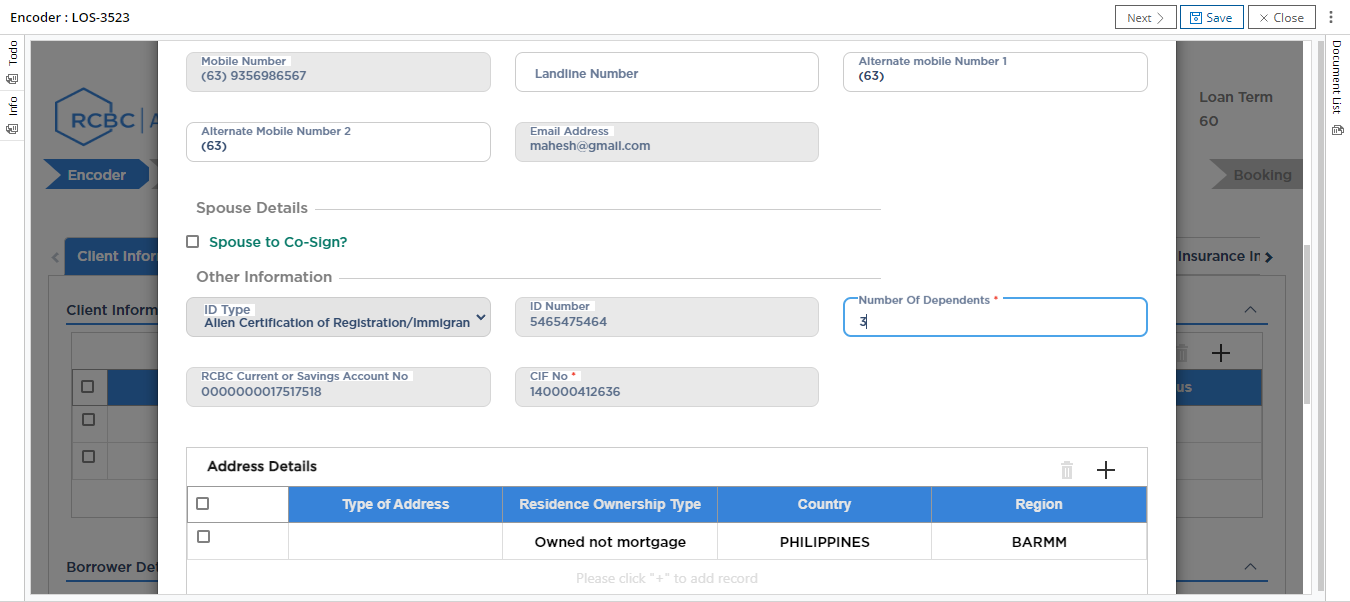 Encoder : LOS-3523
Next
Save
Close
Todo
Info
Document List
RCBC
Loan Term
60
Encoder
Booking
Client Infor
Insurance In
Client Inform
us
Borrower Det
Mobile Number
(63) 9356986567
Landline Number
Alternate mobile Number 1
(63)
Alternate Mobile Number 2
(63)
Email Address
mahesh@gmail.com
Spouse Details
Spouse to Co-Sign?
Other Information
ID Type
Alien Certification of Registration/Immigran
ID Number
5465475464
Number Of Dependents *
3
RCBC Current or Savings Account No
0000000017517518
CIF No *
140000412636
Address Details
Type of Address Residence Ownership Type Country Region
Owned not mortgage PHILIPPINES BARMM
Please click "+" to add record